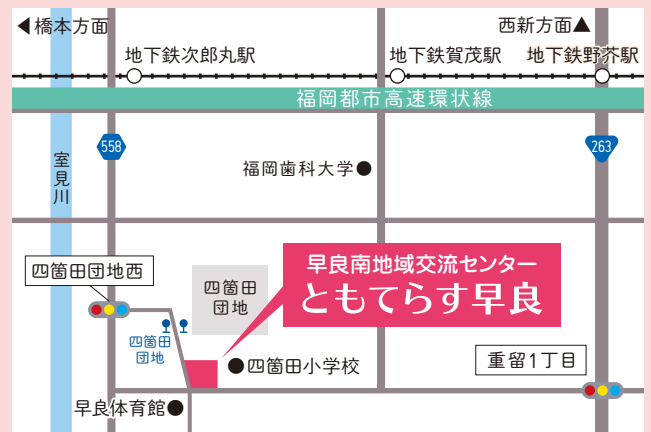 ◀橋本方面
西新方面▲
地下鉄次郎丸駅
地下鉄賀茂駅
地下鉄野芥駅
福岡都市高速環状線
558
263
室見川
福岡歯科大学●
四箇田団地西
四箇田
団地
早良南地域交流センター
ともてらす早良
四箇田
団地
●四箇田小学校
重留1丁目
早良体育館●